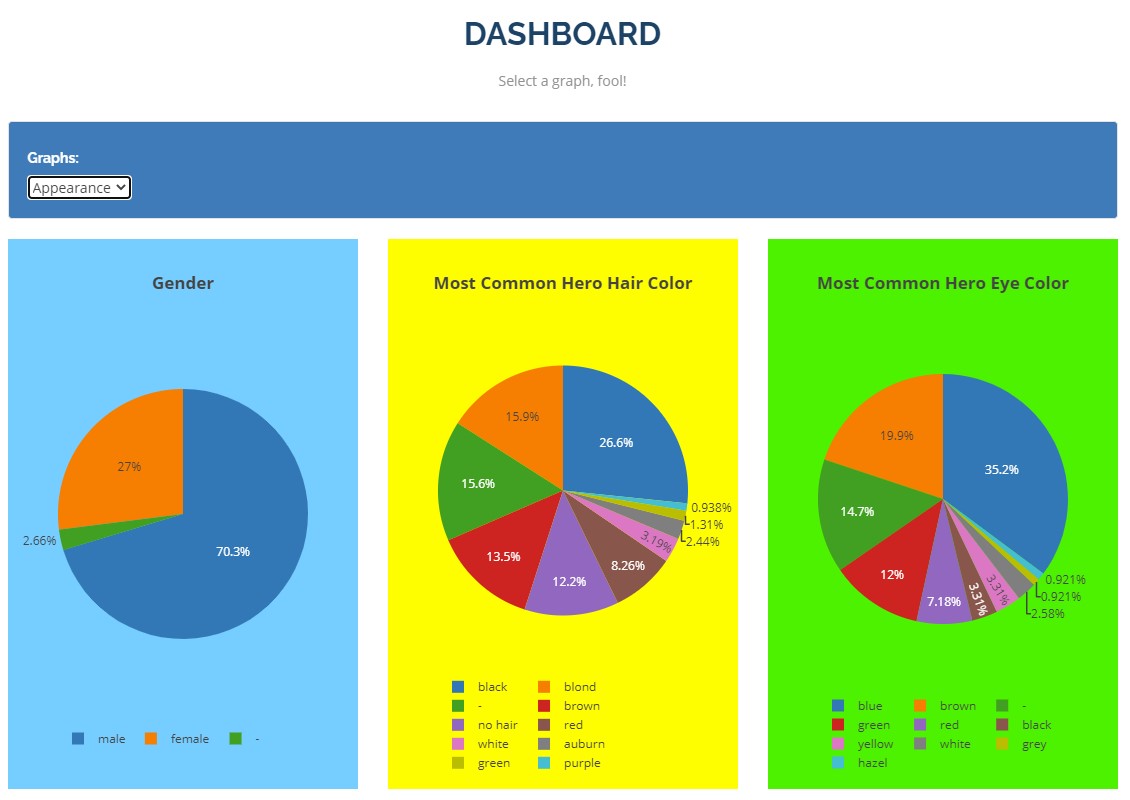 DASHBOARD
Select a graph, fool!
Graphs:
Appearance
Gender
27%
2.66%
70.3%
male female -
Most Common Hero Hair Color
15.9%
26.6%
15.6%
0.938%
1.31%
2.44%
3.19%
13.5%
8.26%
12.2%
black blond
- brown
no hair red
white auburn
green purple
Most Common Hero Eye Color
19.9%
35.2%
14.7%
12%
7.18%
3.31%
3.31%
0.921%
0.921%
2.58%
blue brown -
green red black
yellow white grey
hazel